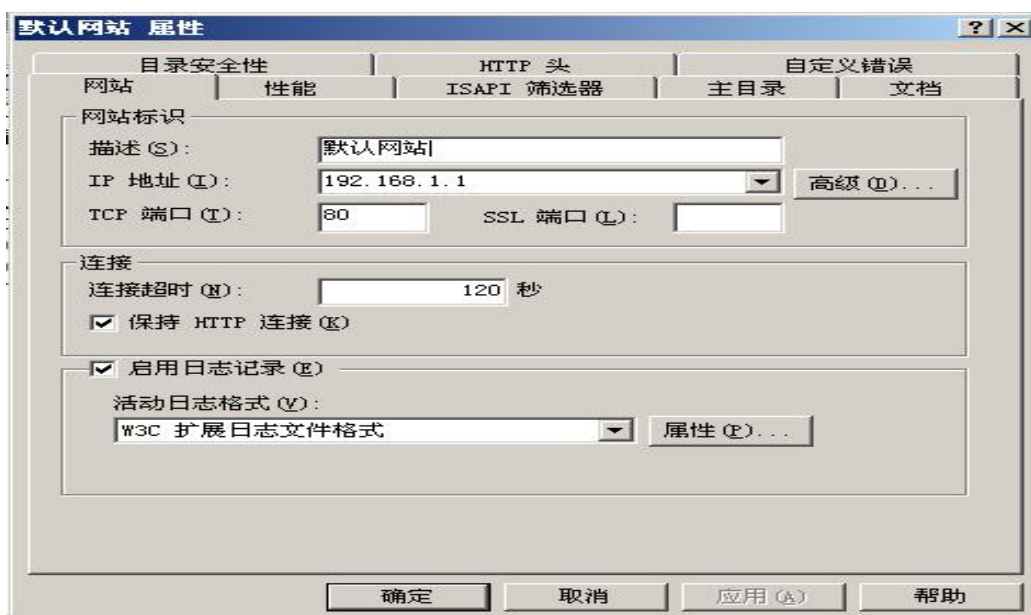 默认网站 属性
目录安全性 HTTP 头 自定义错误
网站 性能 ISAPI 筛选器 主目录 文档
网站标识
描述(S): 默认网站
IP 地址(I): 192.168.1.1 高级(D)...
TCP 端口(T): 80 SSL 端口(L):
连接
连接超时(N): 120 秒
保持 HTTP 连接(K)
启用日志记录(E)
活动日志格式(V):
W3C 扩展日志文件格式 属性(P)...
确定 取消 应用(A) 帮助